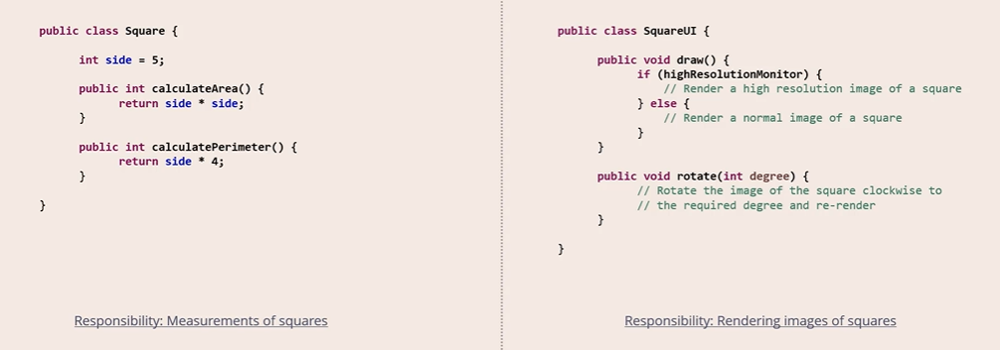 public class Square {
int side = 5;
public int calculateArea() {
return side * side;
}
public int calculatePerimeter() {
return side * 4;
}
}
Responsibility: Measurements of squares
public class SquareUI {
public void draw() {
if (highResolutionMonitor) {
// Render a high resolution image of a square
} else {
// Render a normal image of a square
}
}
public void rotate(int degree) {
// Rotate the image of the square clockwise to
// the required degree and re-render
}
}
Responsibility: Rendering images of squares